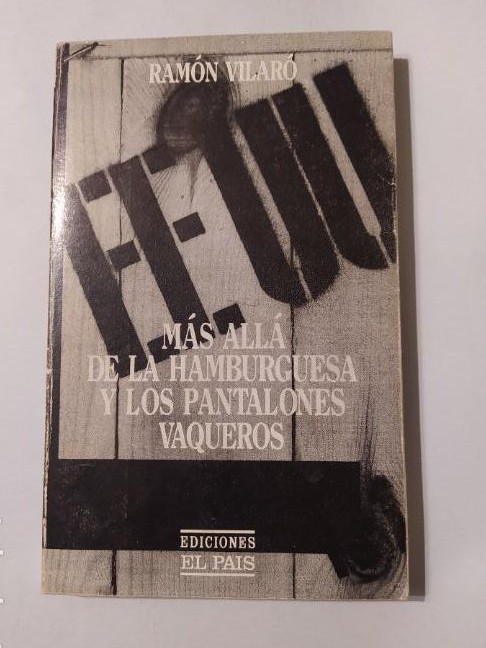 RAMÓN VILARÓ
EE.UU
MÁS ALLÁ
DE LA HAMBURGUESA
Y LOS PANTALONES
VAQUEROS
EDICIONES
EL PAIS